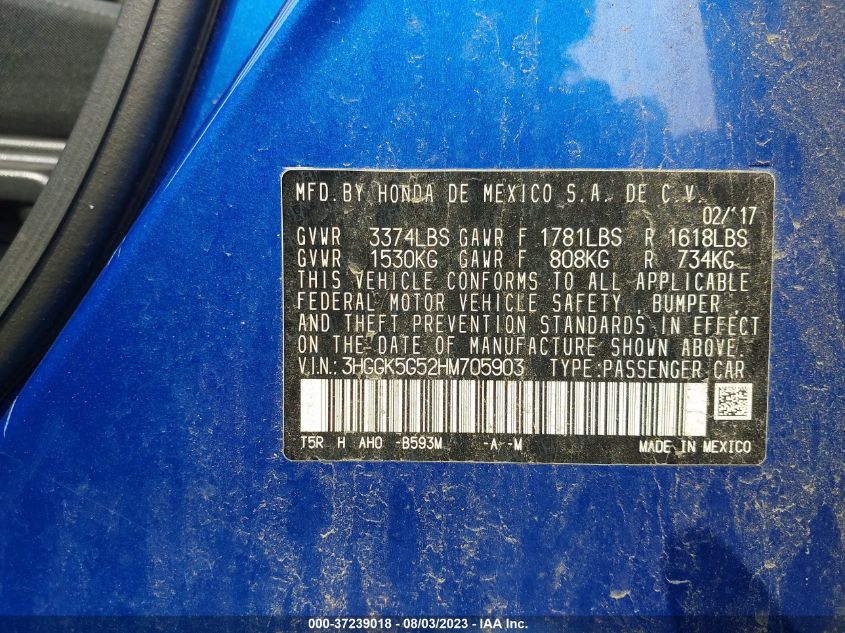 MFD. BY HONDA DE MEXICO S.A. DE C.V.
02/'17
GVWR 3374LBS GAWR F 1781LBS R 1618LBS
GVWR 1530KG GAWR F 808KG R 734KG
THIS VEHICLE CONFORMS TO ALL APPLICABLE
FEDERAL MOTOR VEHICLE SAFETY, BUMPER,
AND THEFT PREVENTION STANDARDS IN EFFECT
ON THE DATE OF MANUFACTURE SHOWN ABOVE.
V.I.N.: 3HGGK5G52HM705903 TYPE:PASSENGER CAR
T5R H AHO -B593M -A -M MADE IN MEXICO
000-37239018 - 08/03/2023 - IAA Inc.